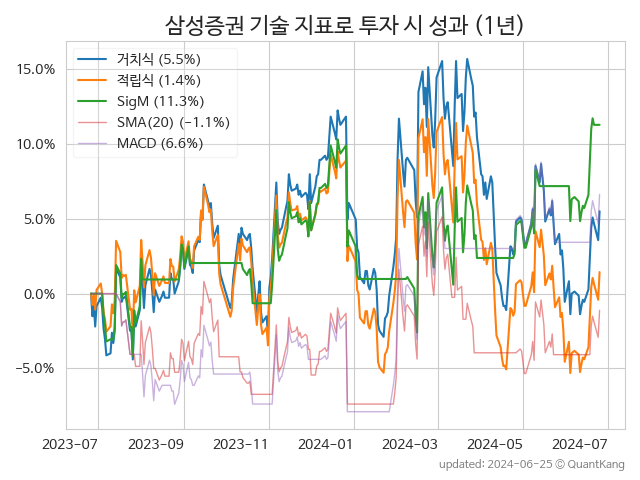 삼성증권 기술 지표로 투자 시 성과 (1년)
거치식 (5.5%)
적립식 (1.4%)
SigM (11.3%)
SMA(20) (−1.1%)
MACD (6.6%)
15.0%
10.0%
5.0%
0.0%
−5.0%
2023-07 2023-09 2023-11 2024-01 2024-03 2024-05 2024-07
updated: 2024-06-25 ⓒ QuantKang